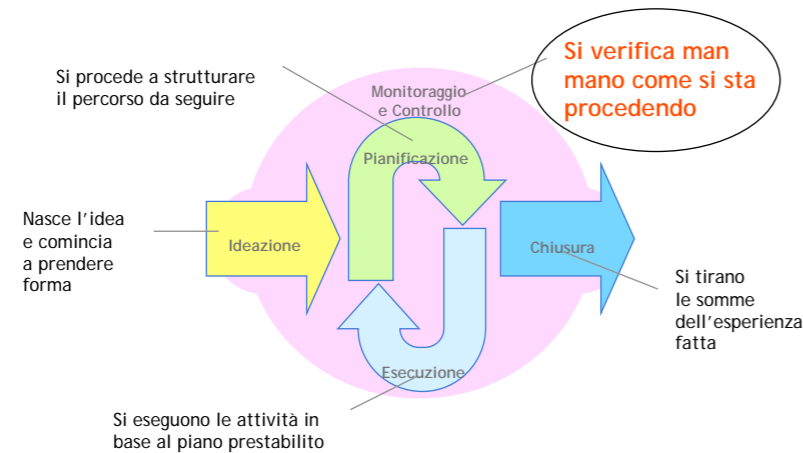 Si verifica man
mano come si sta
procedendo
Si procede a strutturare
il percorso da seguire
Monitoraggio
e Controllo
Pianificazione
Nasce l'idea
e comincia
a prendere
forma
Ideazione
Chiusura
Si tirano
le somme
dell'esperienza
fatta
Esecuzione
Si eseguono le attività in
base al piano prestabilito